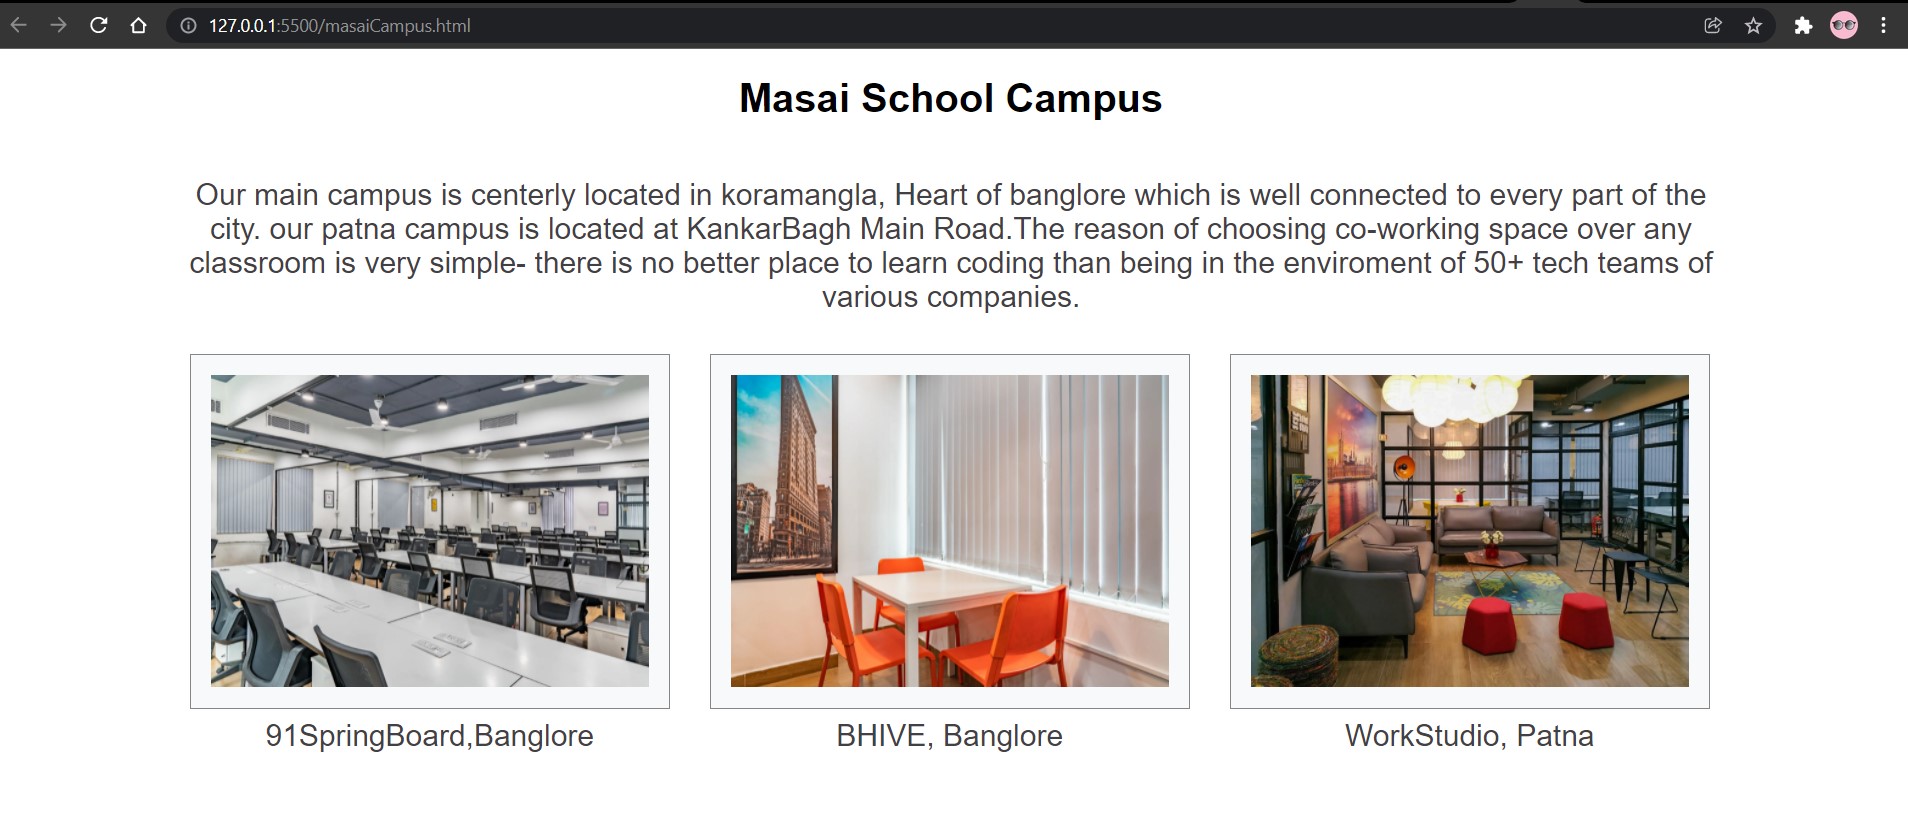 127.0.0.1:5500/masaiCampus.html
Masai School Campus
Our main campus is centerly located in koramangla, Heart of banglore which is well connected to every part of the
city. our patna campus is located at KankarBagh Main Road.The reason of choosing co-working space over any
classroom is very simple- there is no better place to learn coding than being in the enviroment of 50+ tech teams of
various companies.
91SpringBoard,Banglore
BHIVE, Banglore
WorkStudio, Patna